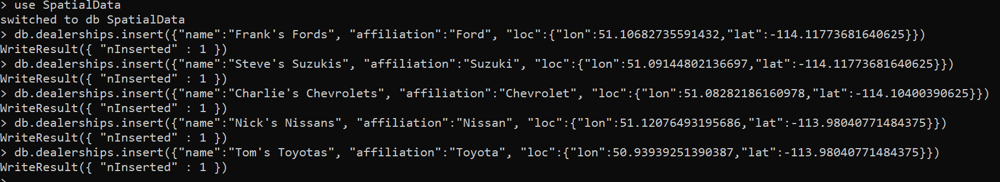 > use SpatialData
switched to db SpatialData
> db.dealerships.insert({"name":"Frank's Fords", "affiliation":"Ford", "loc":{"lon":51.10682735591432,"lat":-114.11773681640625}})
WriteResult({ "nInserted" : 1 })
> db.dealerships.insert({"name":"Steve's Suzukis", "affiliation":"Suzuki", "loc":{"lon":51.09144802136697,"lat":-114.11773681640625}})
WriteResult({ "nInserted" : 1 })
> db.dealerships.insert({"name":"Charlie's Chevrolets", "affiliation":"Chevrolet", "loc":{"lon":51.08282186160978,"lat":-114.10400390625}})
WriteResult({ "nInserted" : 1 })
> db.dealerships.insert({"name":"Nick's Nissans", "affiliation":"Nissan", "loc":{"lon":51.12076493195686,"lat":-113.98040771484375}})
WriteResult({ "nInserted" : 1 })
> db.dealerships.insert({"name":"Tom's Toyotas", "affiliation":"Toyota", "loc":{"lon":50.93939251390387,"lat":-113.98040771484375}})
WriteResult({ "nInserted" : 1 })
>